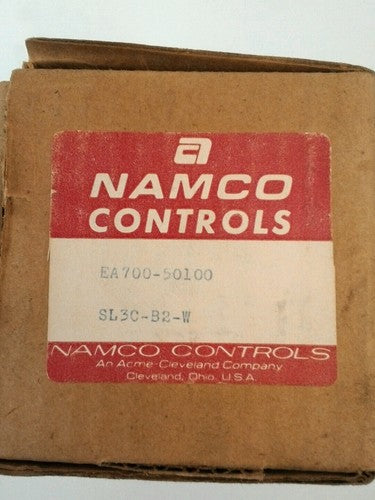 NAMCO
CONTROLS
EA700-50100
SL3C-B2-W
NAMCO CONTROLS
An Acme-Cleveland Company
Cleveland, Ohio, U.S.A.